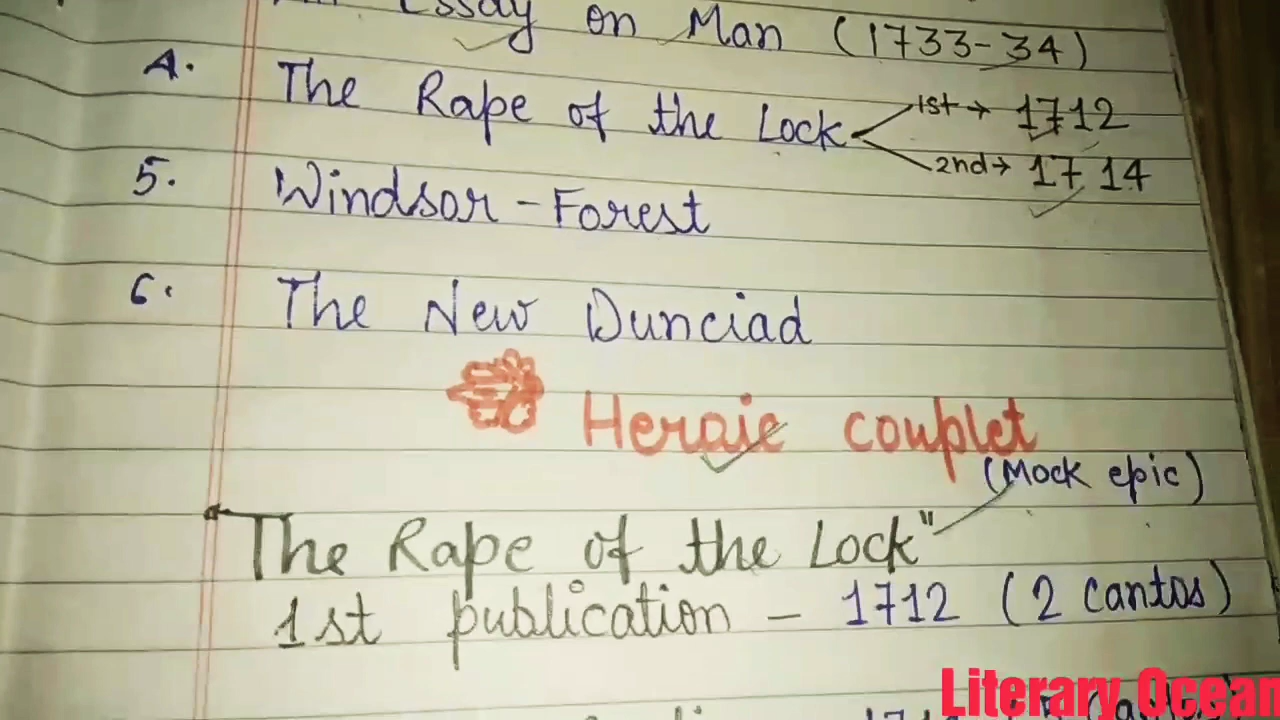 Essay on Man (1733-34)
4. The Rape of the Lock 1st → 1712
2nd → 1714
5. Windsor-Forest
6. The New Dunciad
Heroic couplet
(Mock epic)
The Rape of the Lock"
1st publication - 1712 (2 Cantos)
Literary Ocean